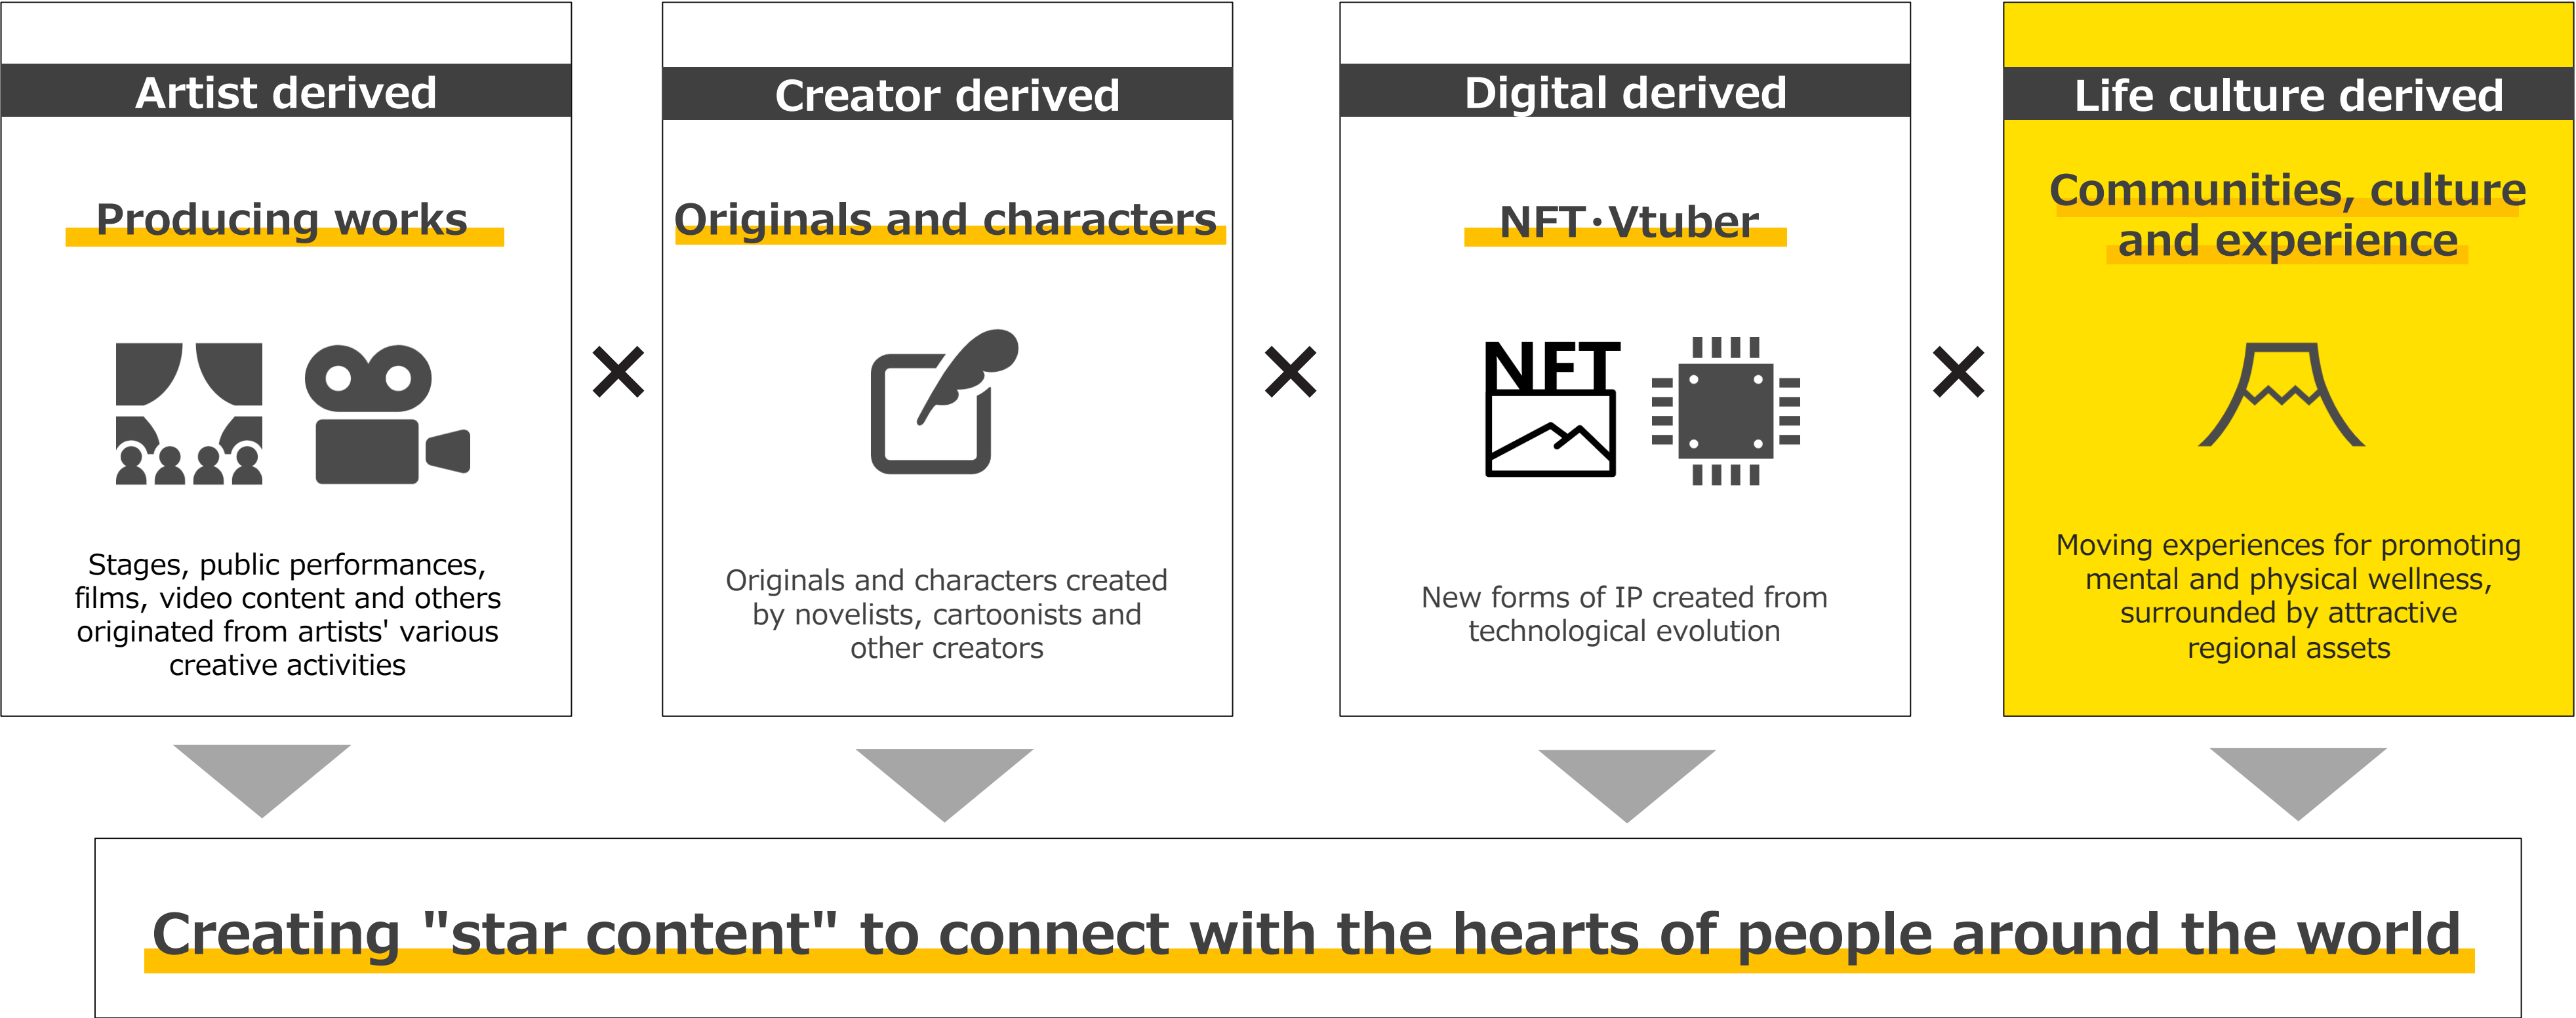 Artist derived
Producing works
Stages, public performances,
films, video content and others
originated from artists' various
creative activities
×
Creator derived
Originals and characters
Originals and characters created
by novelists, cartoonists and
other creators
×
Digital derived
NFT・Vtuber
NFT
New forms of IP created from
technological evolution
×
Life culture derived
Communities, culture
and experience
Moving experiences for promoting
mental and physical wellness,
surrounded by attractive
regional assets
Creating "star content" to connect with the hearts of people around the world